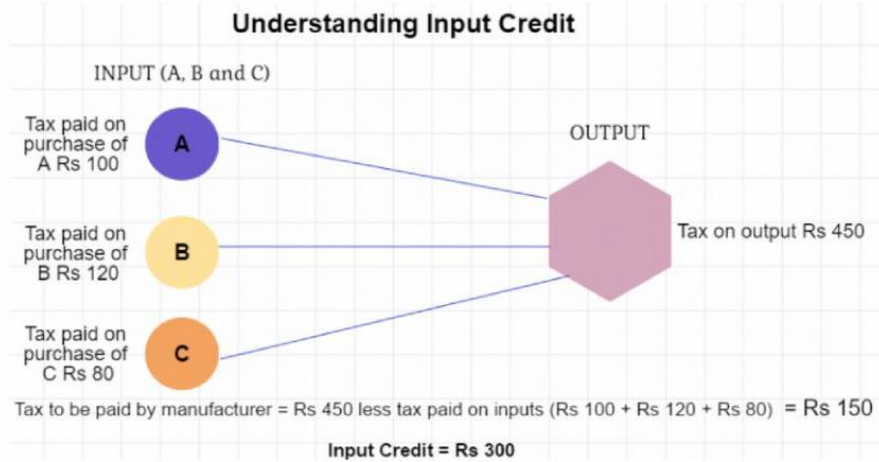 Understanding Input Credit
INPUT (A, B and C)
Tax paid on
purchase of
A Rs 100
A
OUTPUT
Tax paid on
purchase of
B Rs 120
B
Tax on output Rs 450
Tax paid on
purchase of
C Rs 80
C
Tax to be paid by manufacturer = Rs 450 less tax paid on inputs (Rs 100 + Rs 120 + Rs 80) = Rs 150
Input Credit = Rs 300